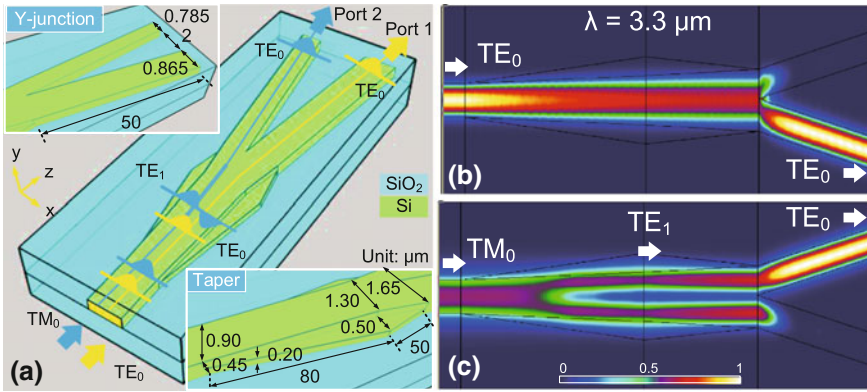 Y-junction
0.785
2
0.865
50
Port 2
Port 1
TE0
TE0
y
z
x
TE1
TE0
SiO2
Si
Unit: μm
Taper
1.65
1.30
0.90
0.50
0.20
0.45
80
50
TM0
TE0
(a)
λ = 3.3 μm
TE0
(b)
TE0
TE1
TE0
TM0
(c)
0
0.5
1